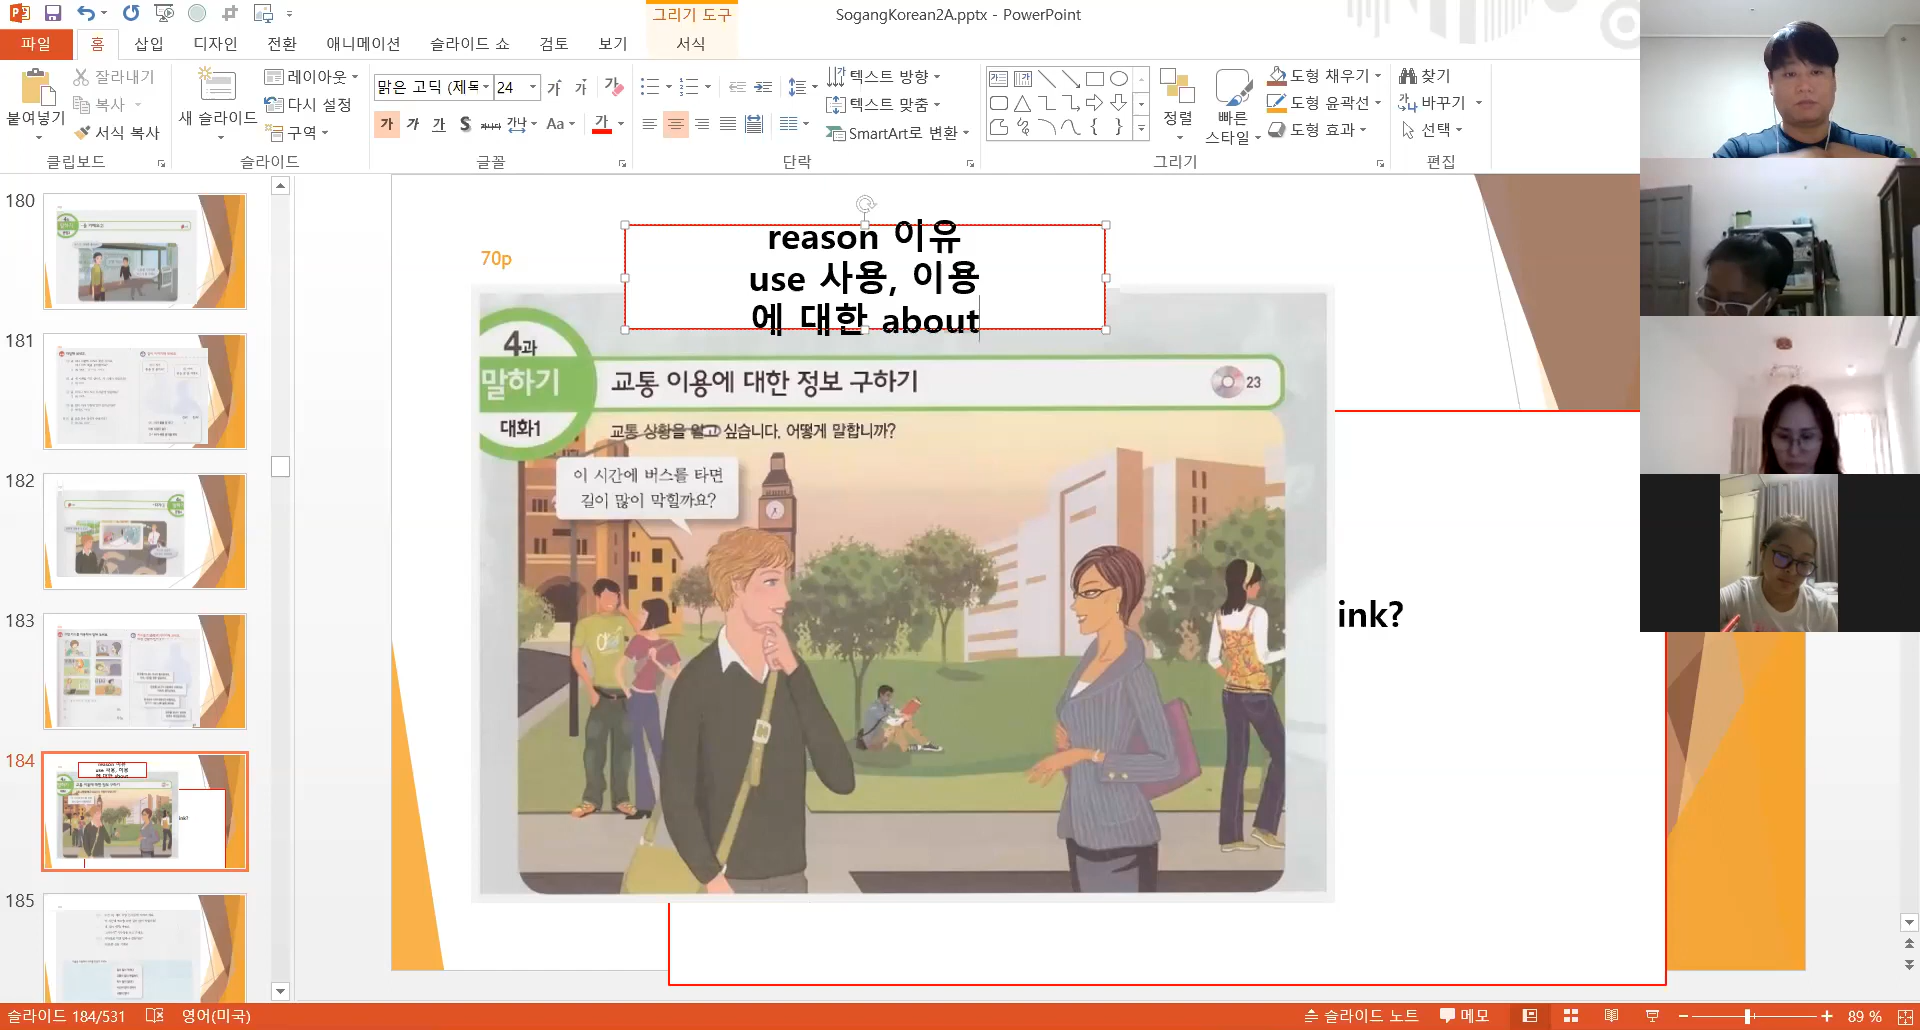 그리기 도구
SogangKorean2A.pptx - PowerPoint
파일 홈 삽입 디자인 전환 애니메이션 슬라이드 쇼 검토 보기 서식
붙여넣기
잘라내기
복사
서식 복사
클립보드
새 슬라이드
레이아웃
다시 설정
구역
슬라이드
맑은 고딕 (제목 24
글꼴
텍스트 방향
텍스트 맞춤
SmartArt로 변환
단락
정렬
빠른 스타일
도형 채우기
도형 윤곽선
도형 효과
그리기
찾기
바꾸기
선택
편집
180
181
182
183
184
185
70p
reason 이유
use 사용, 이용
에 대한 about
4과
말하기
대화1
교통 이용에 대한 정보 구하기
23
교통 상황을 알고 싶습니다. 어떻게 말합니까?
이 시간에 버스를 타면
길이 많이 막힐까요?
ink?
슬라이드 184/531 영어(미국)
슬라이드 노트 메모 89 %